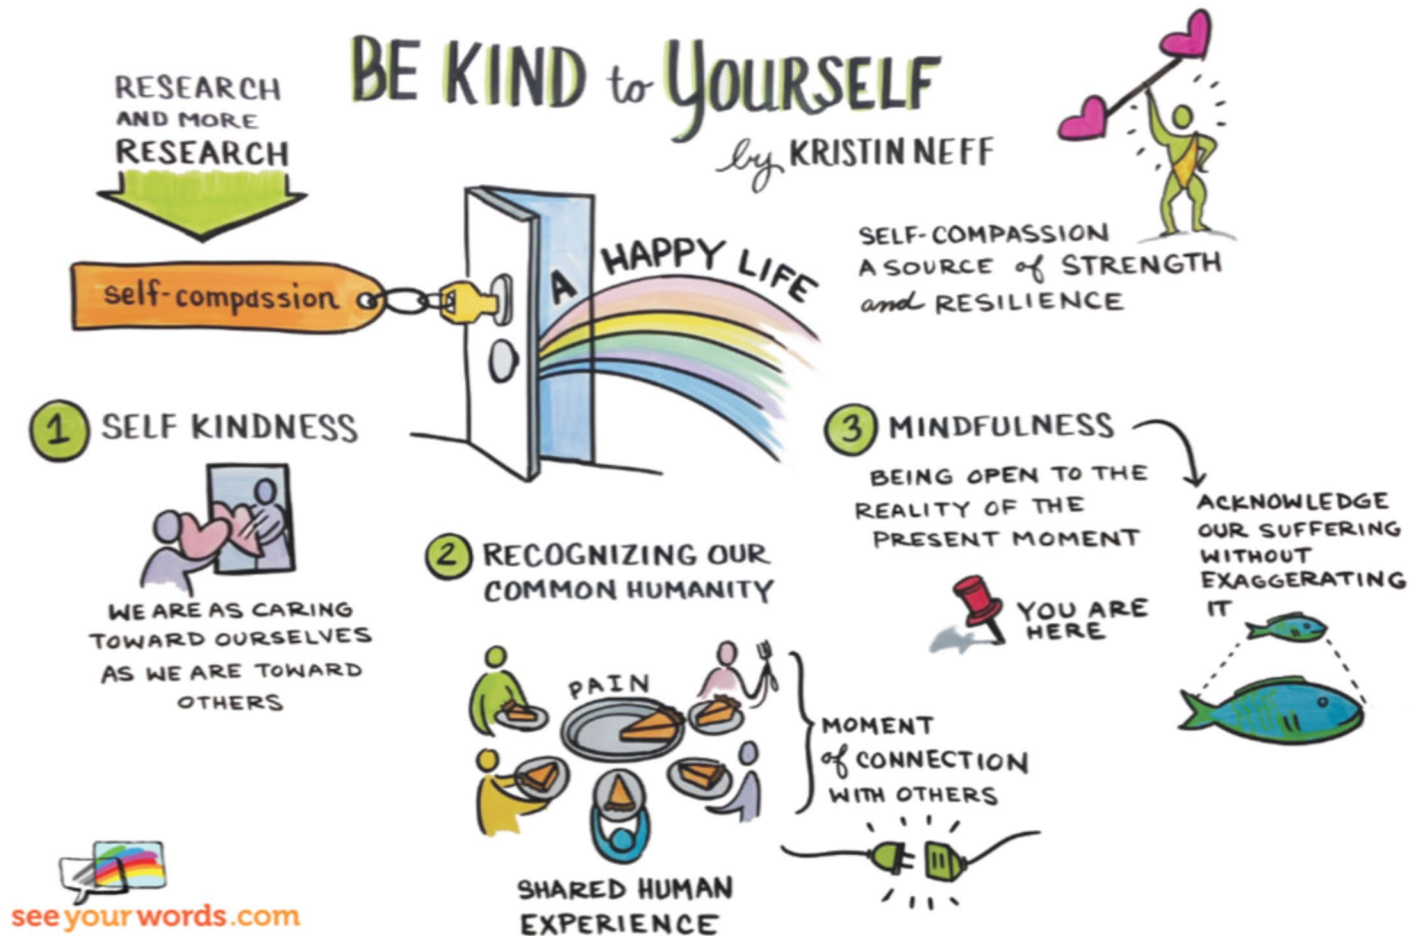 BE KIND to YOURSELF
by KRISTIN NEFF
RESEARCH
AND MORE
RESEARCH
self-compassion
A HAPPY LIFE
SELF-COMPASSION
A SOURCE of STRENGTH
and RESILIENCE
1 SELF KINDNESS
WE ARE AS CARING
TOWARD OURSELVES
AS WE ARE TOWARD
OTHERS
2 RECOGNIZING OUR
COMMON HUMANITY
PAIN
MOMENT
of CONNECTION
WITH OTHERS
SHARED HUMAN
EXPERIENCE
3 MINDFULNESS
BEING OPEN TO THE
REALITY OF THE
PRESENT MOMENT
YOU ARE
HERE
ACKNOWLEDGE
OUR SUFFERING
WITHOUT
EXAGGERATING
IT
seeyourwords.com